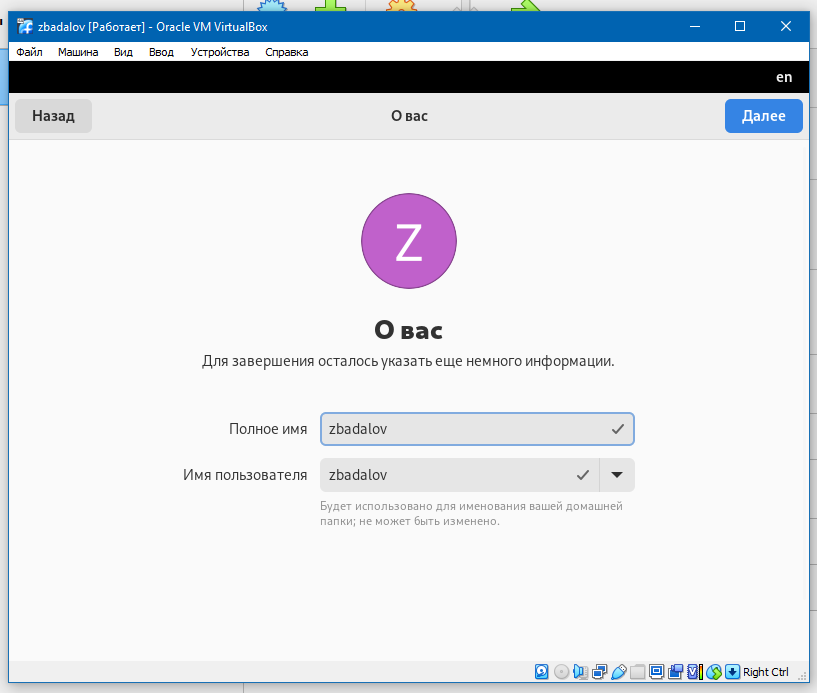 zbadalov [Работает] - Oracle VM VirtualBox
Файл Машина Вид Ввод Устройства Справка
en
Назад О вас Далее
Z
О вас
Для завершения осталось указать еще немного информации.
Полное имя zbadalov
Имя пользователя zbadalov
Будет использовано для именования вашей домашней
папки; не может быть изменено.
Right Ctrl